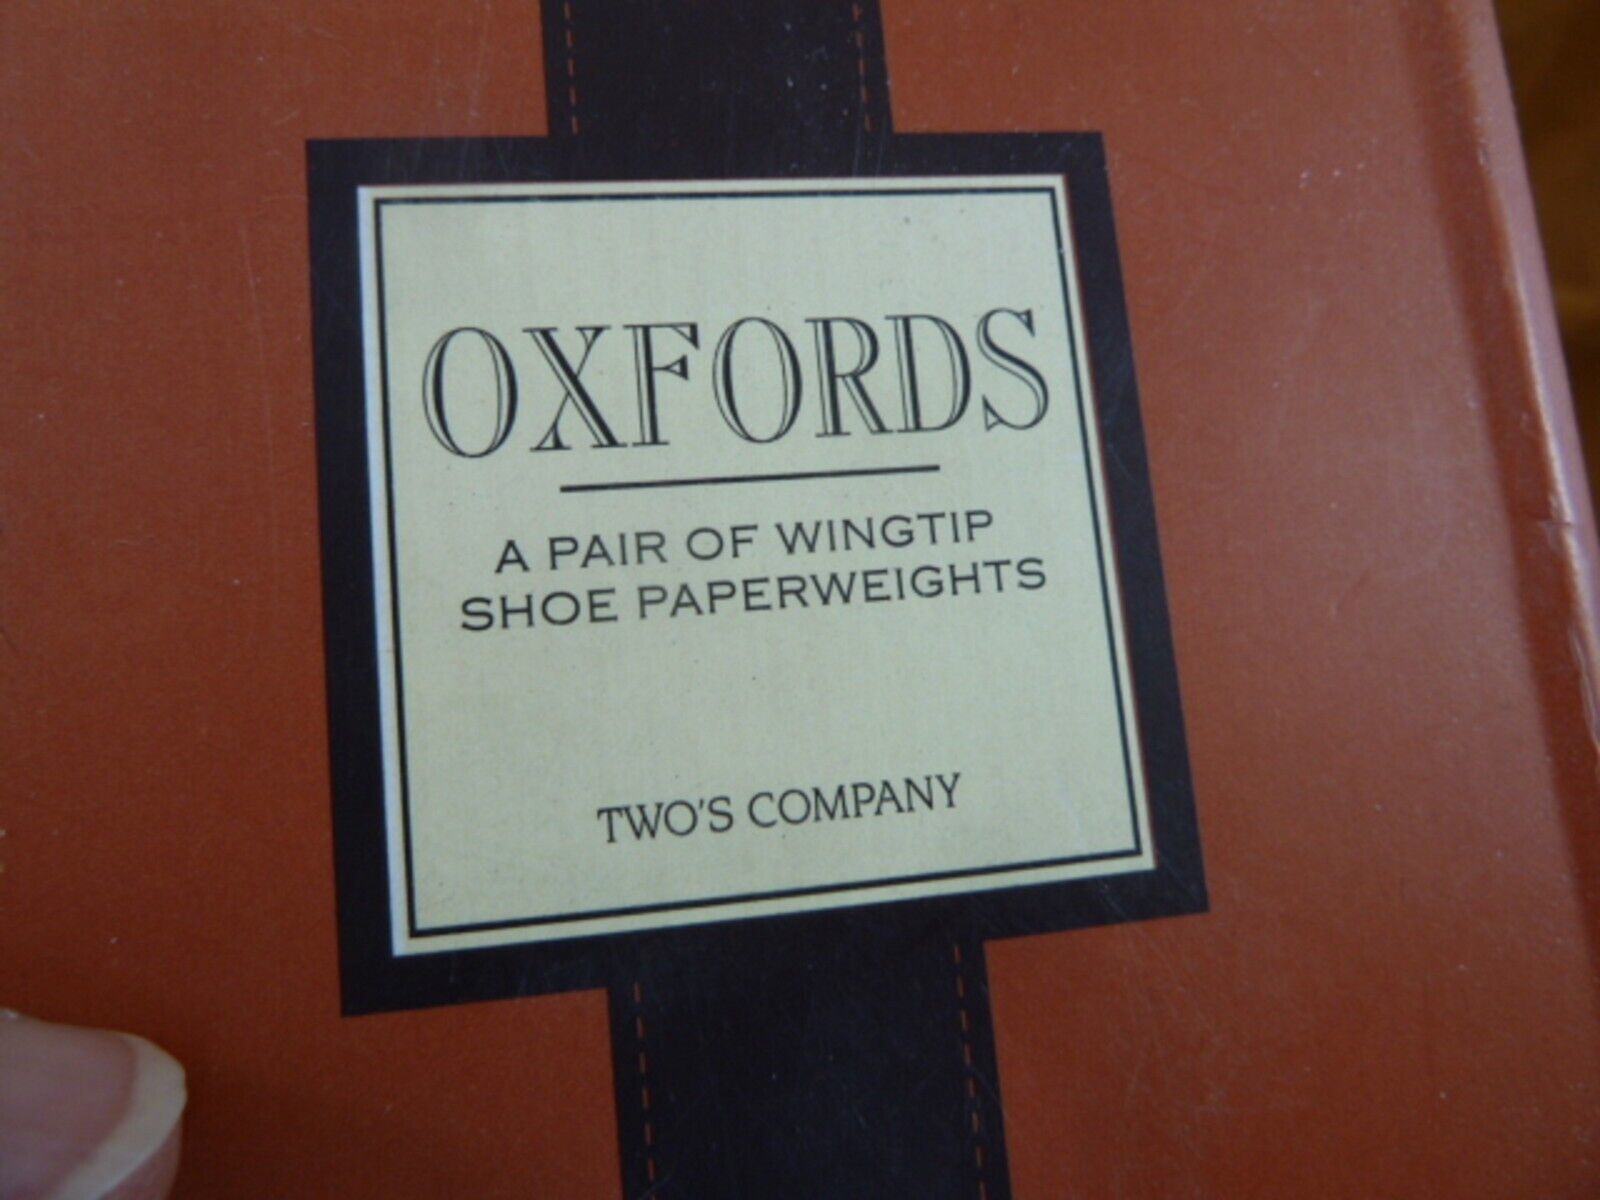 OXFORDS
A PAIR OF WINGTIP
SHOE PAPERWEIGHTS
TWO'S COMPANY